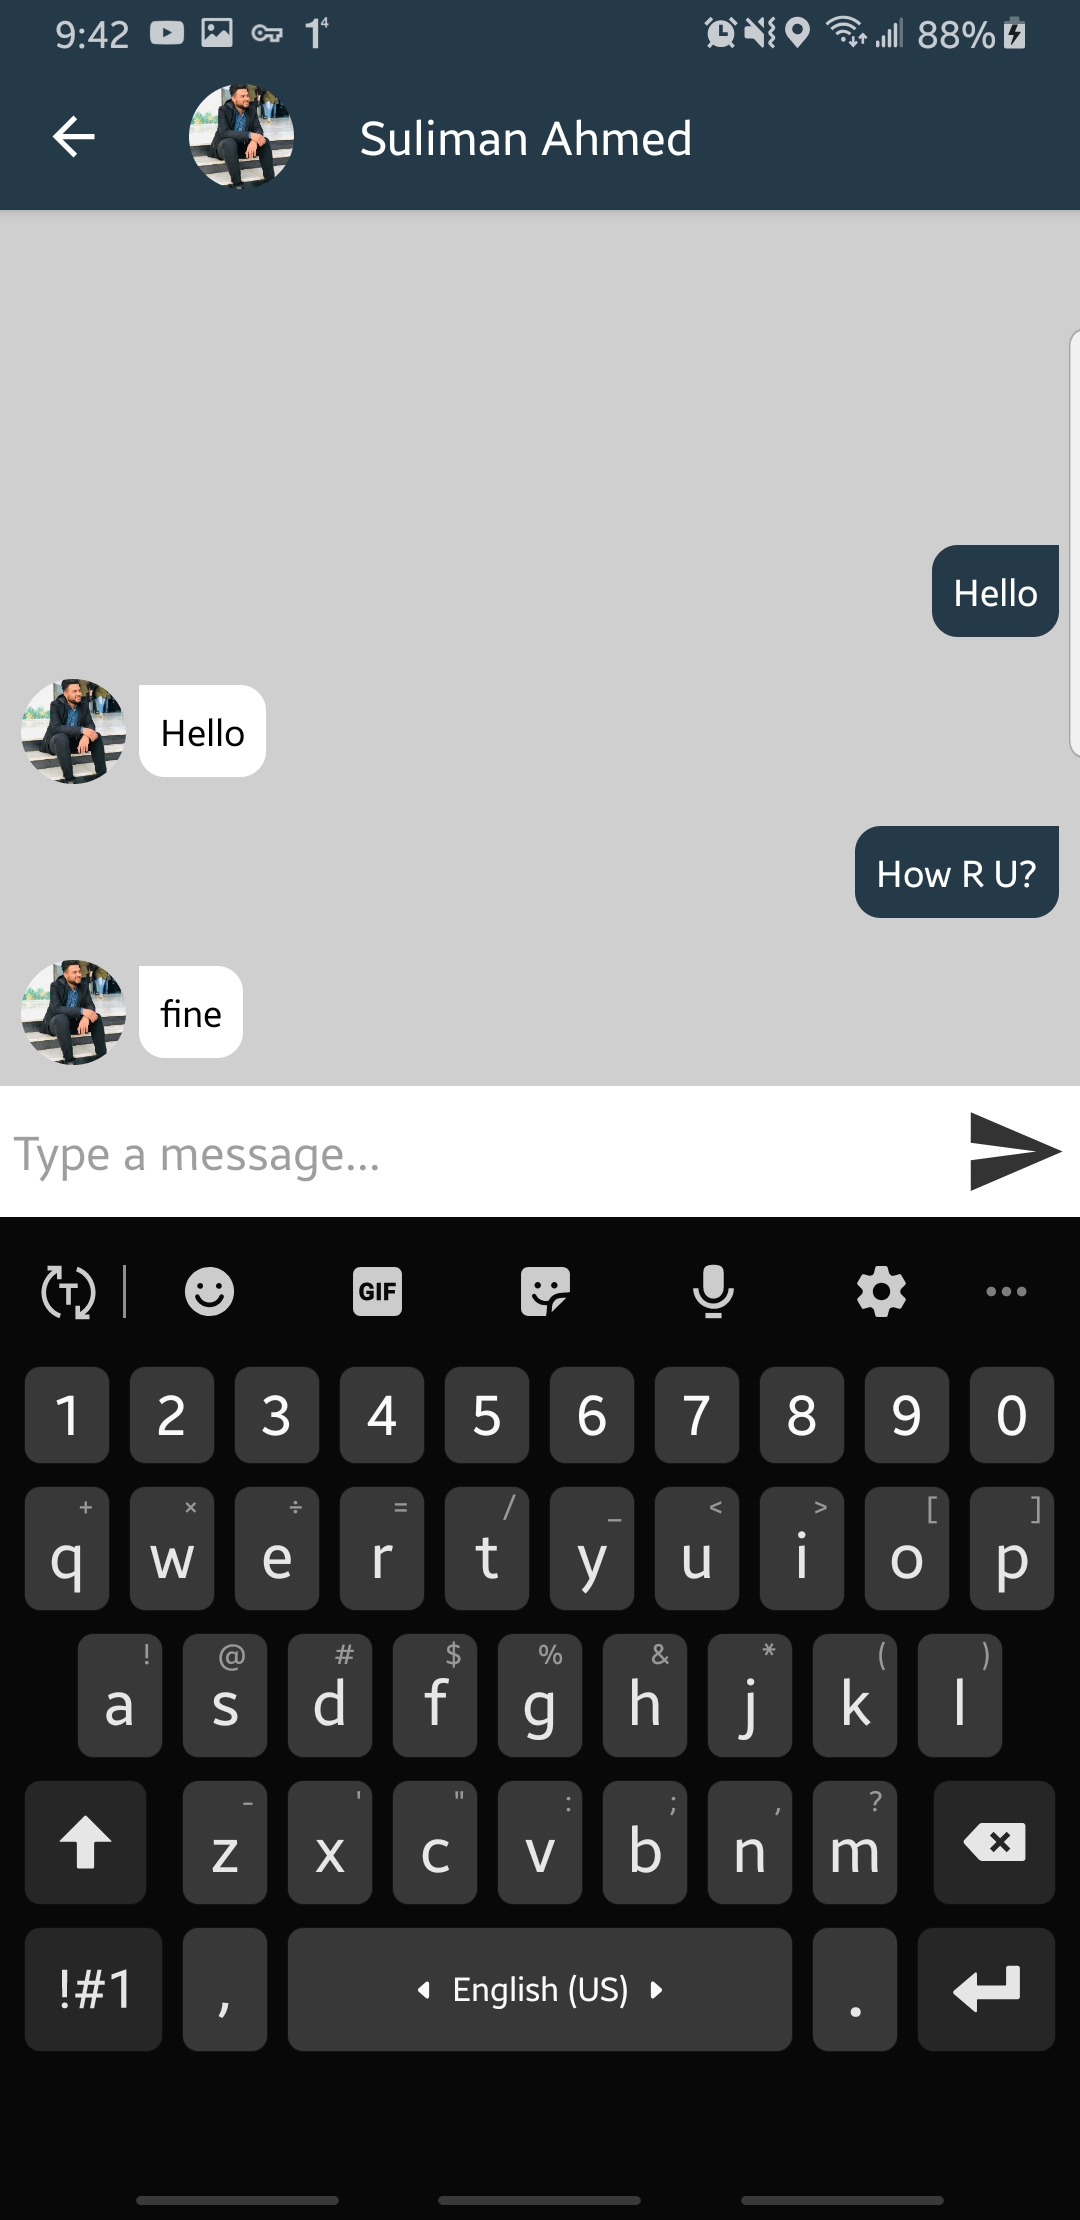 9:42 1⁴ 88%
Suliman Ahmed
Hello
Hello
How R U?
fine
Type a message...
T GIF ...
1 2 3 4 5 6 7 8 9 0
+ × ÷ = / _ < > [ ]
q w e r t y u i o p
! @ # $ % & * ( )
a s d f g h j k l
- ' " : ; , ?
z x c v b n m
!#1 , English (US) .